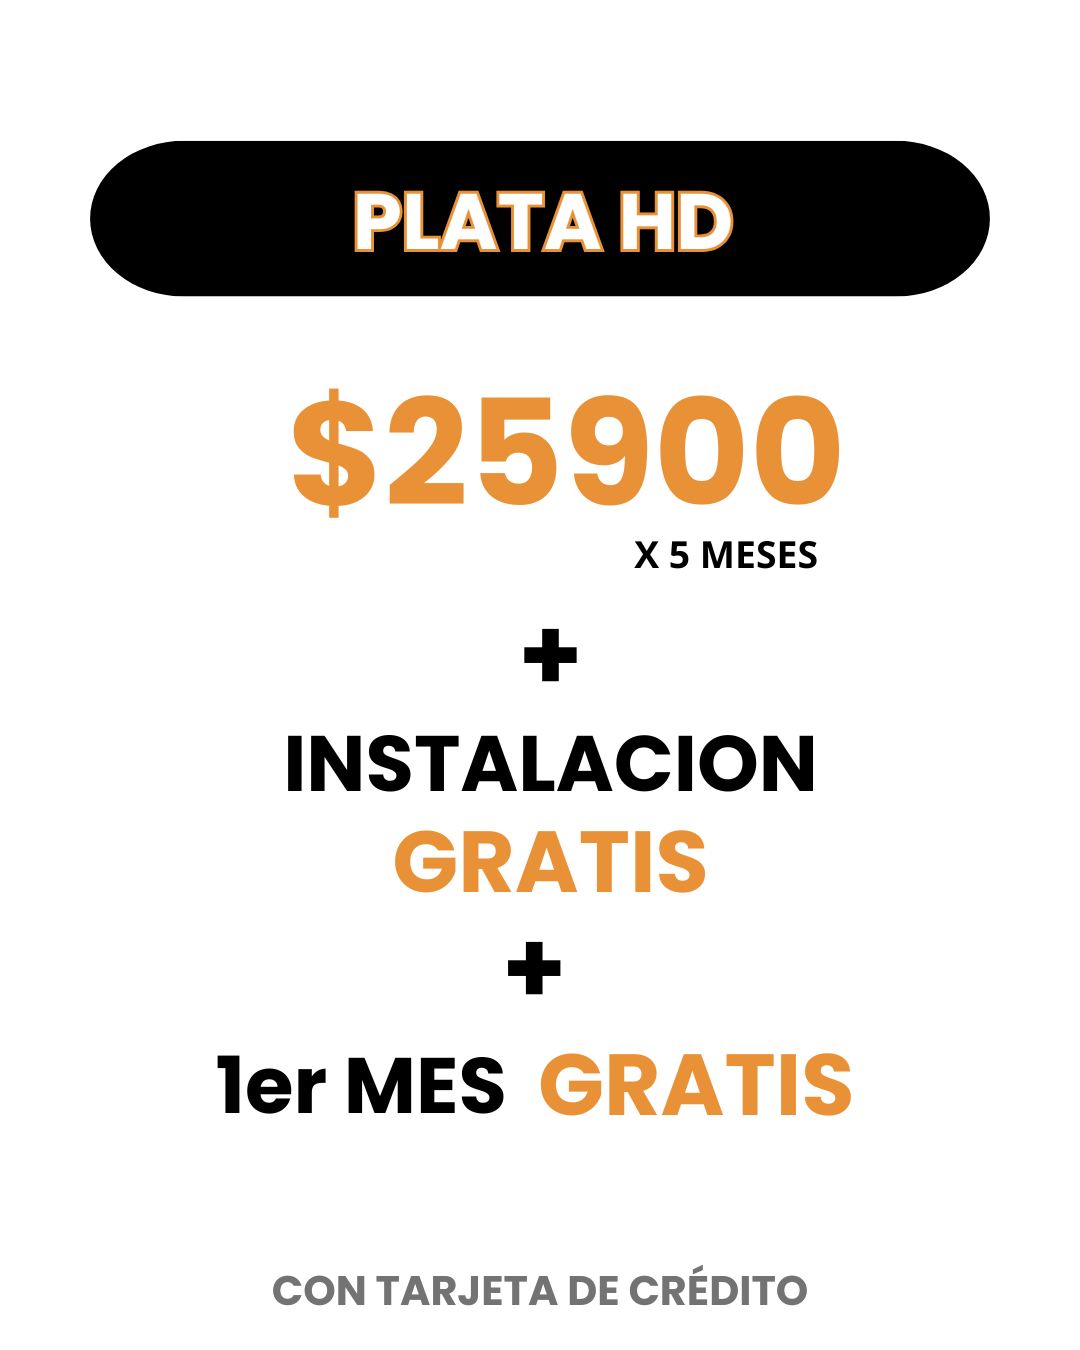 PLATA HD
$25900
X 5 MESES
+
INSTALACION
GRATIS
+
1er MES GRATIS
CON TARJETA DE CRÉDITO